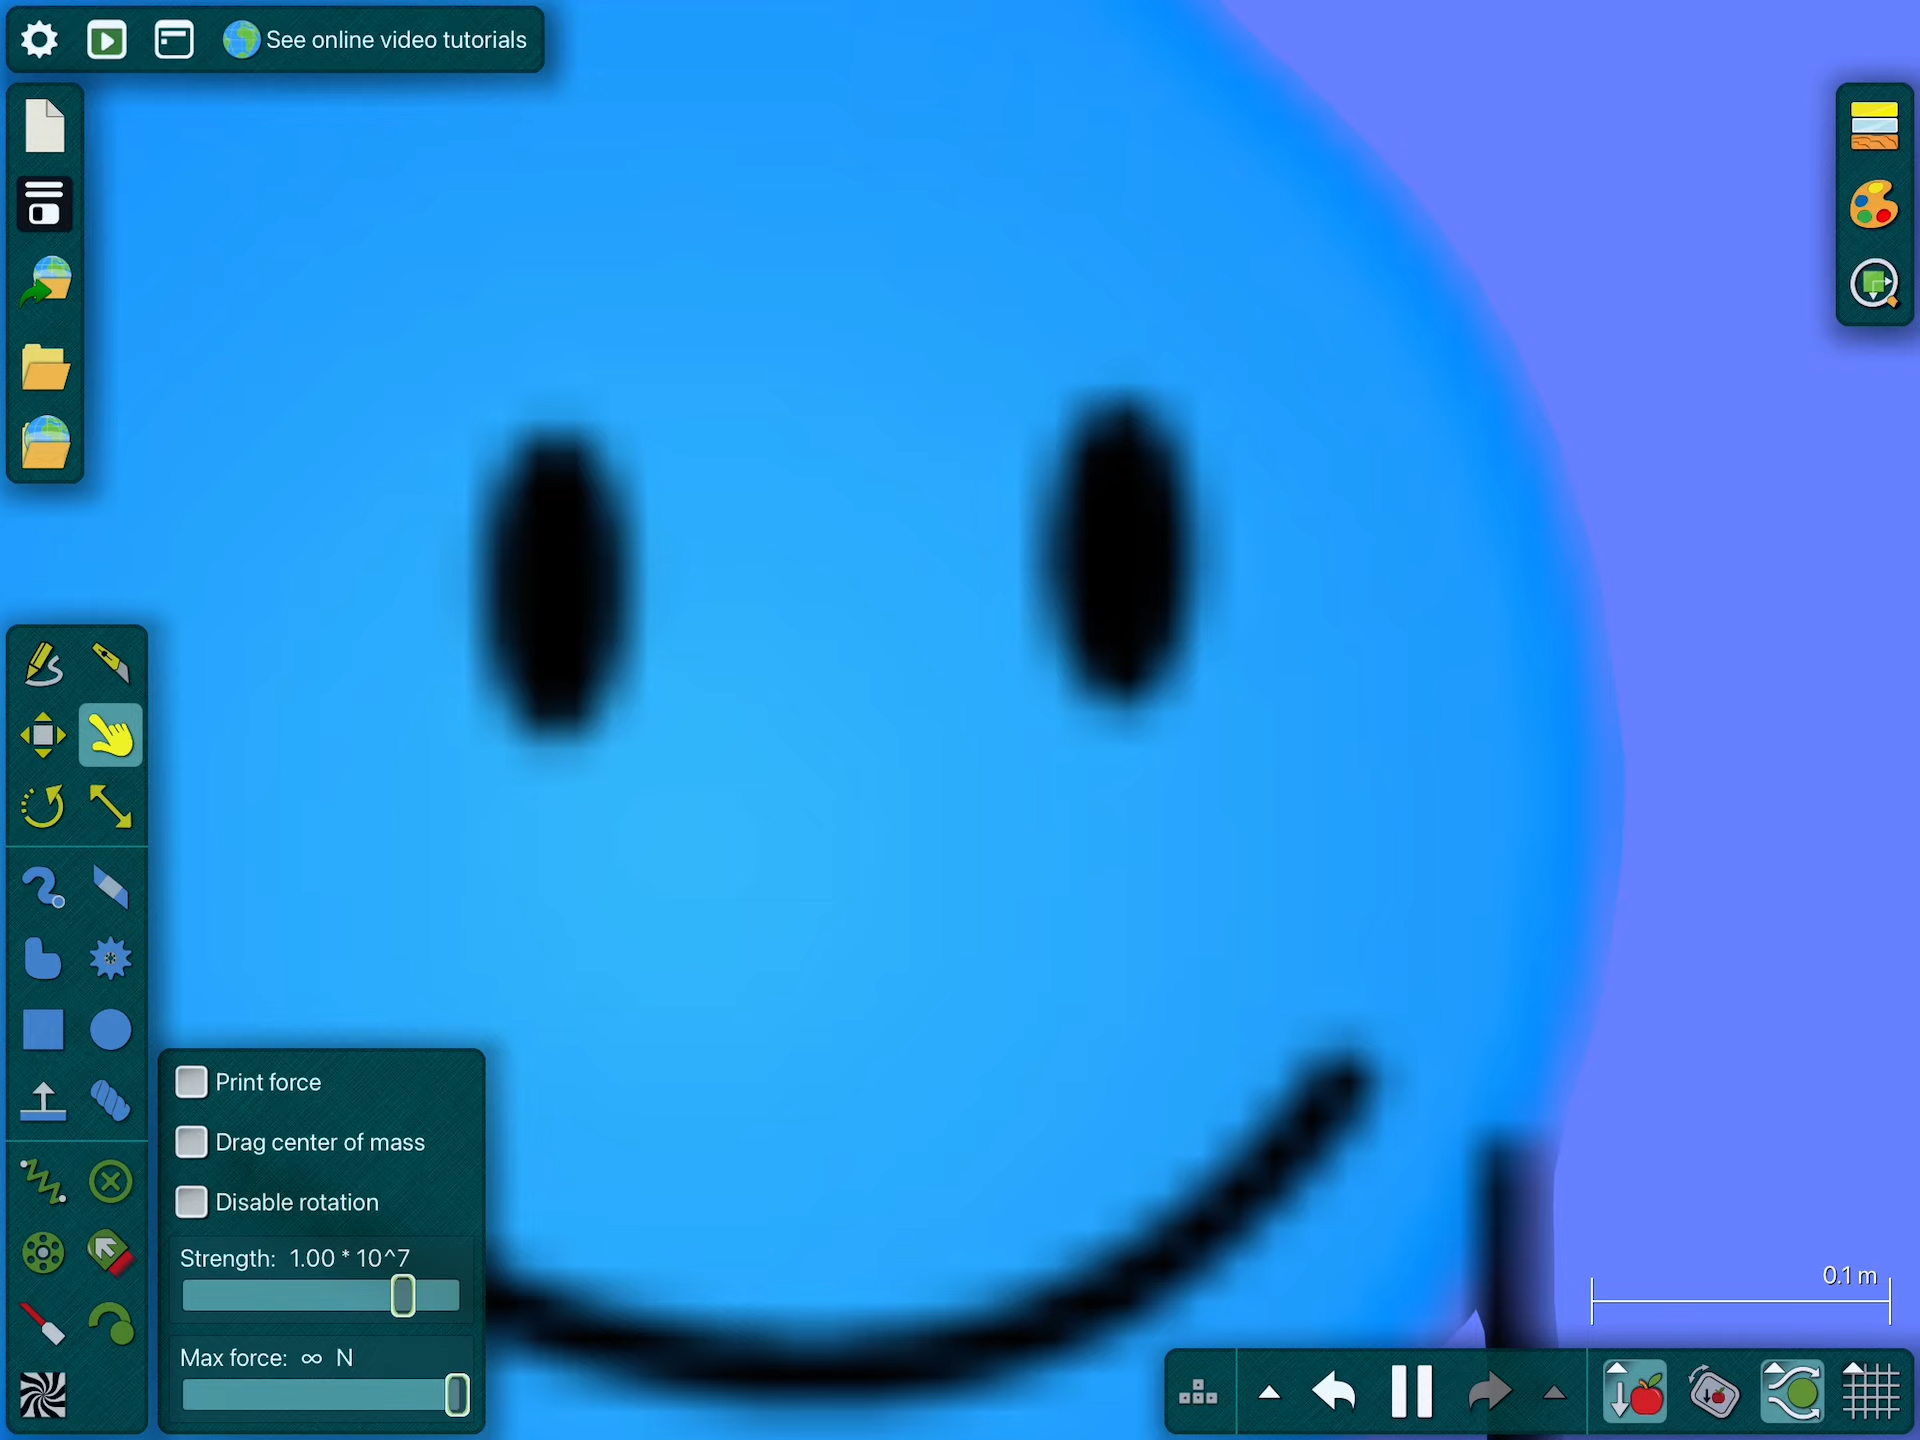 See online video tutorials
Print force
Drag center of mass
Disable rotation
Strength: 1.00 * 10^7
Max force: ∞ N
0.1 m